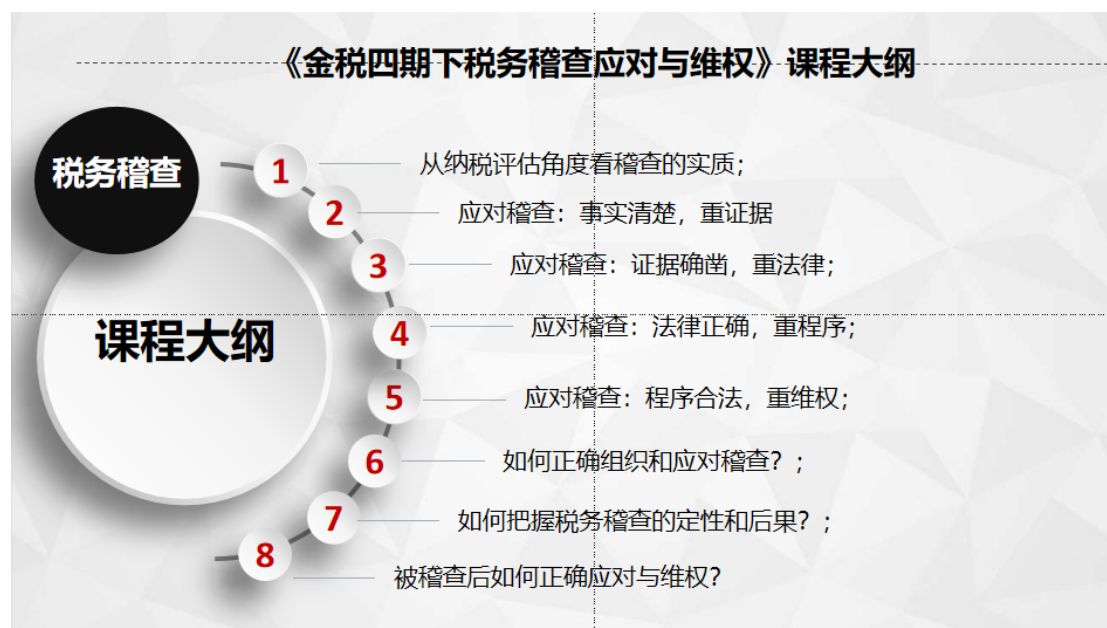 《金税四期下税务稽查应对与维权》课程大纲
税务稽查
课程大纲
1 从纳税评估角度看稽查的实质；
2 应对稽查：事实清楚，重证据
3 应对稽查：证据确凿，重法律；
4 应对稽查：法律正确，重程序；
5 应对稽查：程序合法，重维权；
6 如何正确组织和应对稽查？；
7 如何把握税务稽查的定性和后果？；
8 被稽查后如何正确应对与维权？